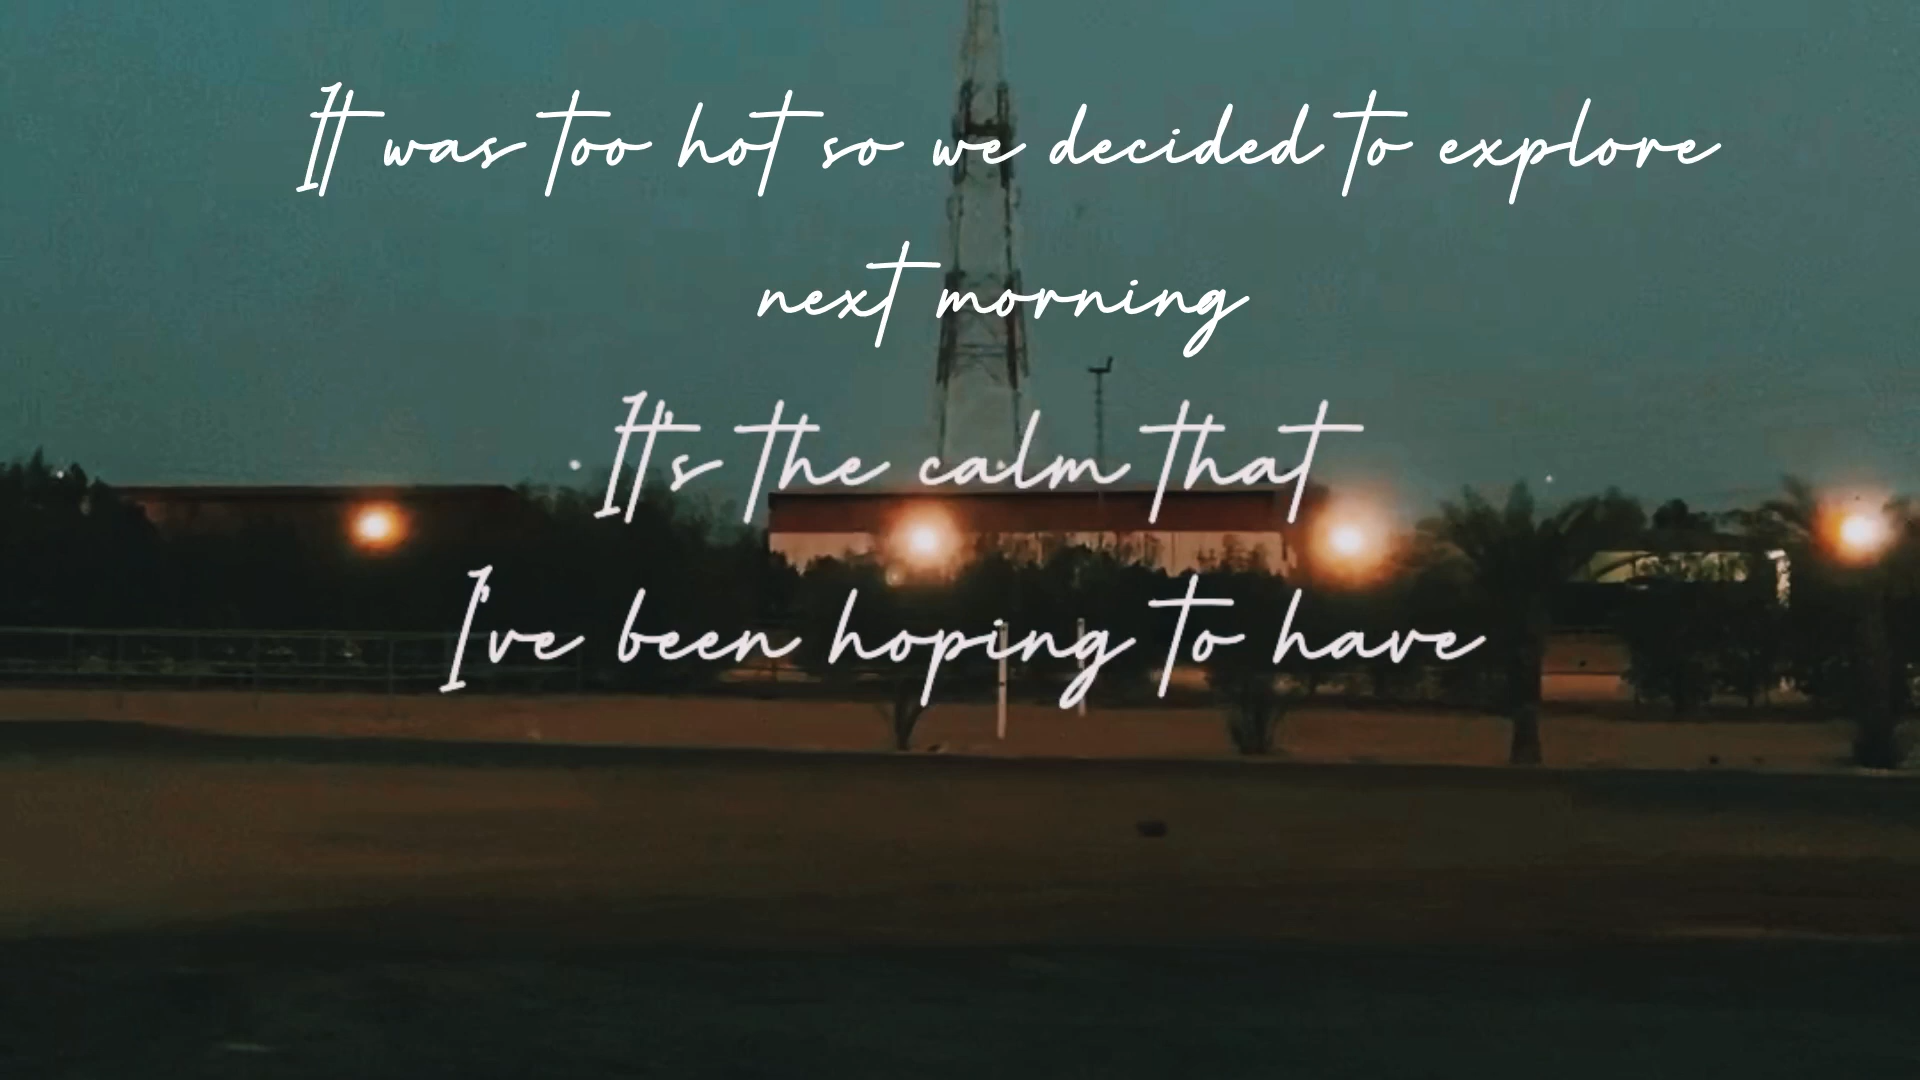 It was too hot so we decided to explore
next morning
It's the calm that
I've been hoping to have